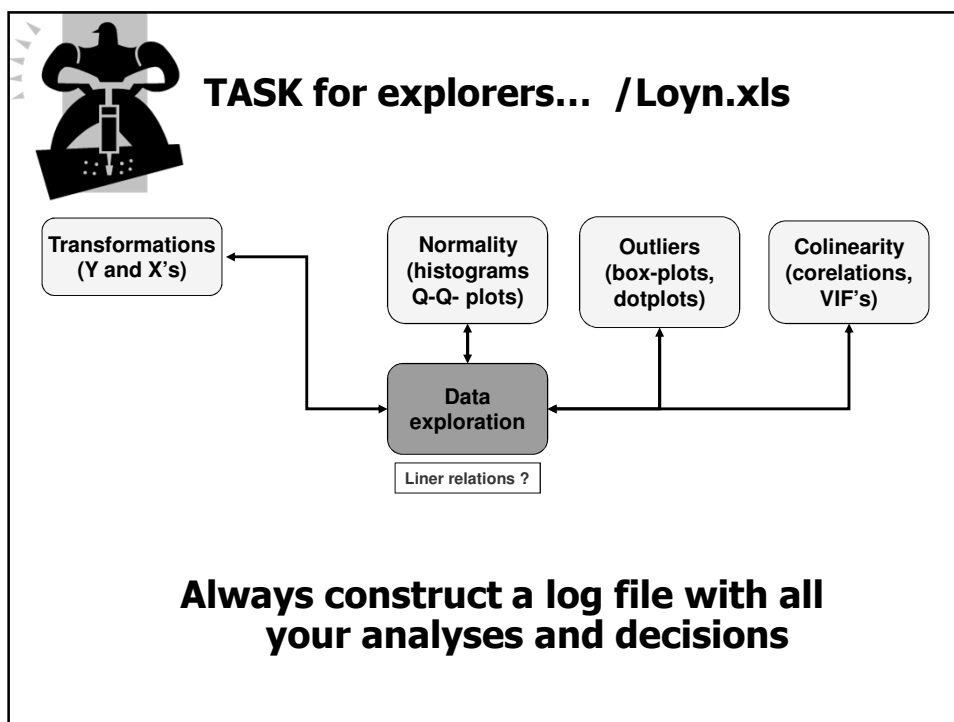 TASK for explorers... /Loyn.xls
Transformations
(Y and X's)
Normality
(histograms
Q-Q- plots)
Outliers
(box-plots,
dotplots)
Colinearity
(corelations,
VIF's)
Data
exploration
Liner relations ?
Always construct a log file with all
your analyses and decisions